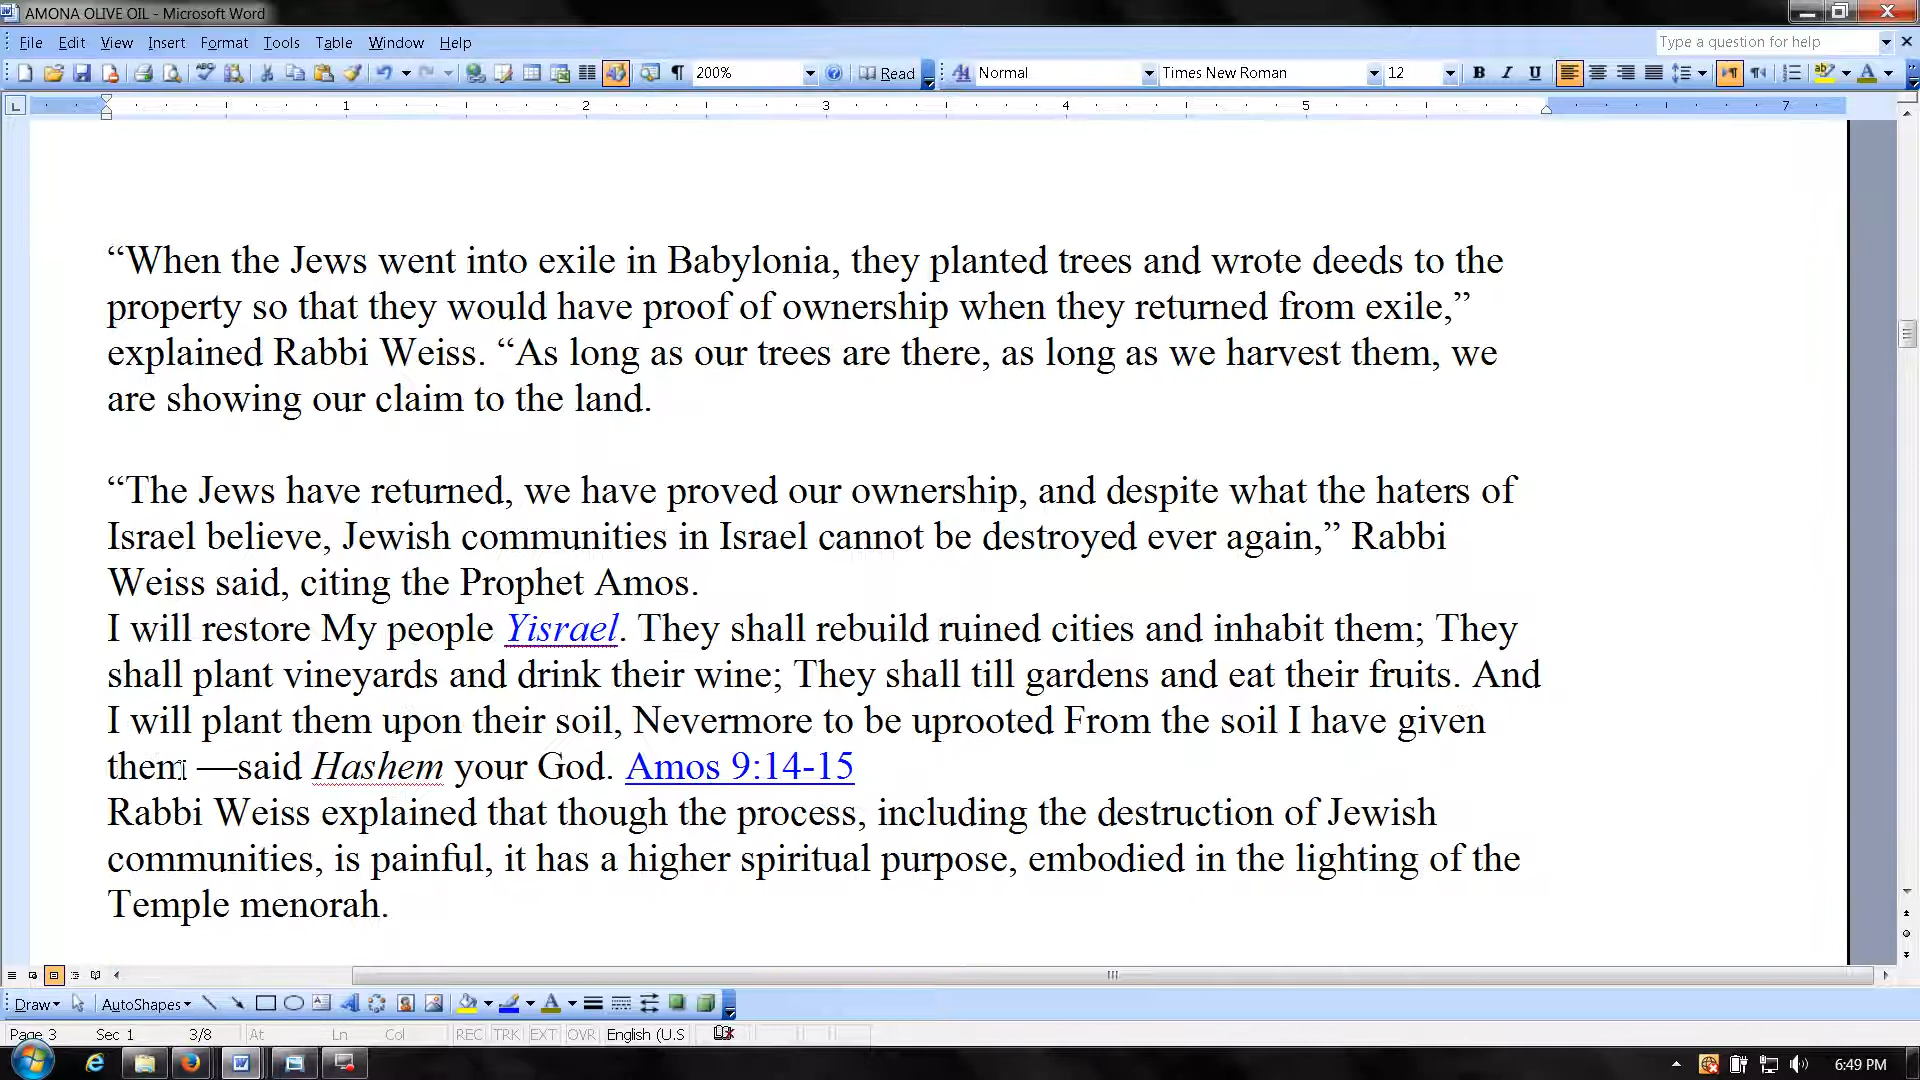 AMONA OLIVE OIL - Microsoft Word
File Edit View Insert Format Tools Table Window Help
Type a question for help
200% Read Normal Times New Roman 12 B I U
1 2 3 4 5 7
“When the Jews went into exile in Babylonia, they planted trees and wrote deeds to the
property so that they would have proof of ownership when they returned from exile,”
explained Rabbi Weiss. “As long as our trees are there, as long as we harvest them, we
are showing our claim to the land.
“The Jews have returned, we have proved our ownership, and despite what the haters of
Israel believe, Jewish communities in Israel cannot be destroyed ever again,” Rabbi
Weiss said, citing the Prophet Amos.
I will restore My people Yisrael. They shall rebuild ruined cities and inhabit them; They
shall plant vineyards and drink their wine; They shall till gardens and eat their fruits. And
I will plant them upon their soil, Nevermore to be uprooted From the soil I have given
them —said Hashem your God. Amos 9:14-15
Rabbi Weiss explained that though the process, including the destruction of Jewish
communities, is painful, it has a higher spiritual purpose, embodied in the lighting of the
Temple menorah.
Draw AutoShapes
Page 3 Sec 1 3/8 At Ln Col REC TRK EXT OVR English (U.S
6:49 PM